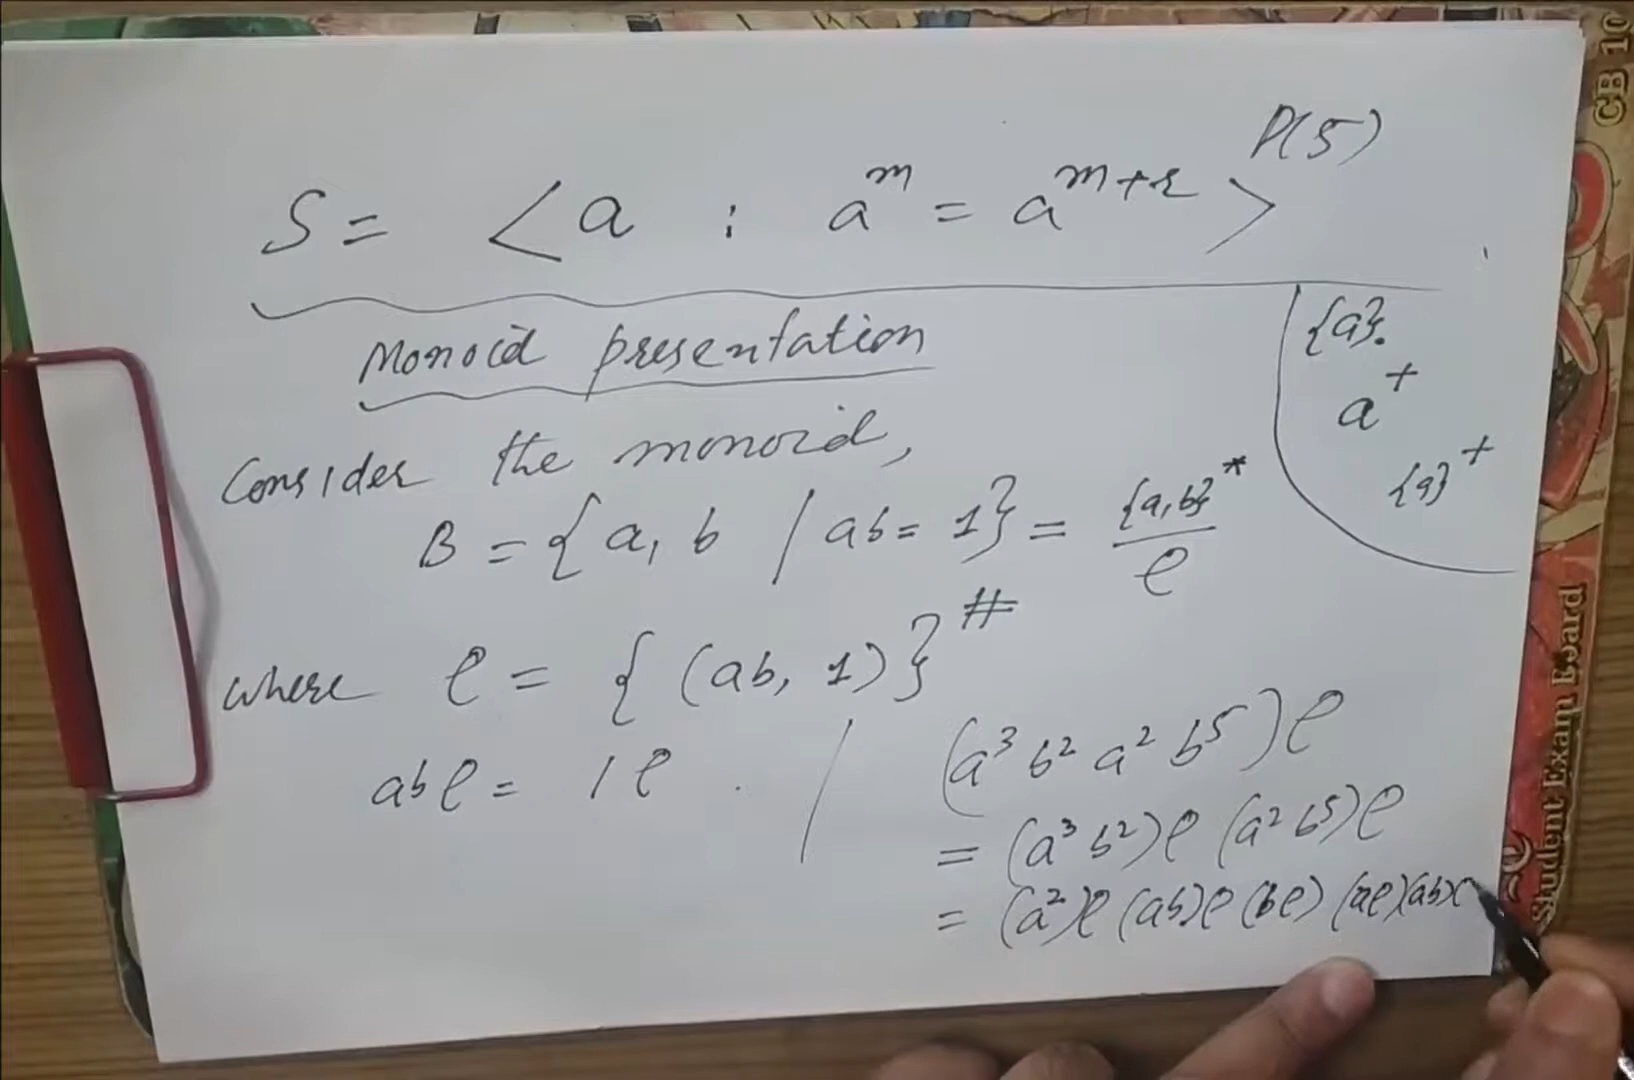 P(S)
S = < a : a^m = a^{m+r} >
Monoid presentation
{a}.
a^+
{a}^+
Consider the monoid,
B = { a, b / ab = 1 } = {a,b}^* / ρ
where ρ = { (ab, 1) }^#
abρ = 1ρ .
(a^3 b^2 a^2 b^5)ρ
= (a^3 b^2)ρ (a^2 b^5)ρ
= (a^2)ρ (ab)ρ (bρ) (aρ)(ab)ρ
CB 10
Student Exam Board